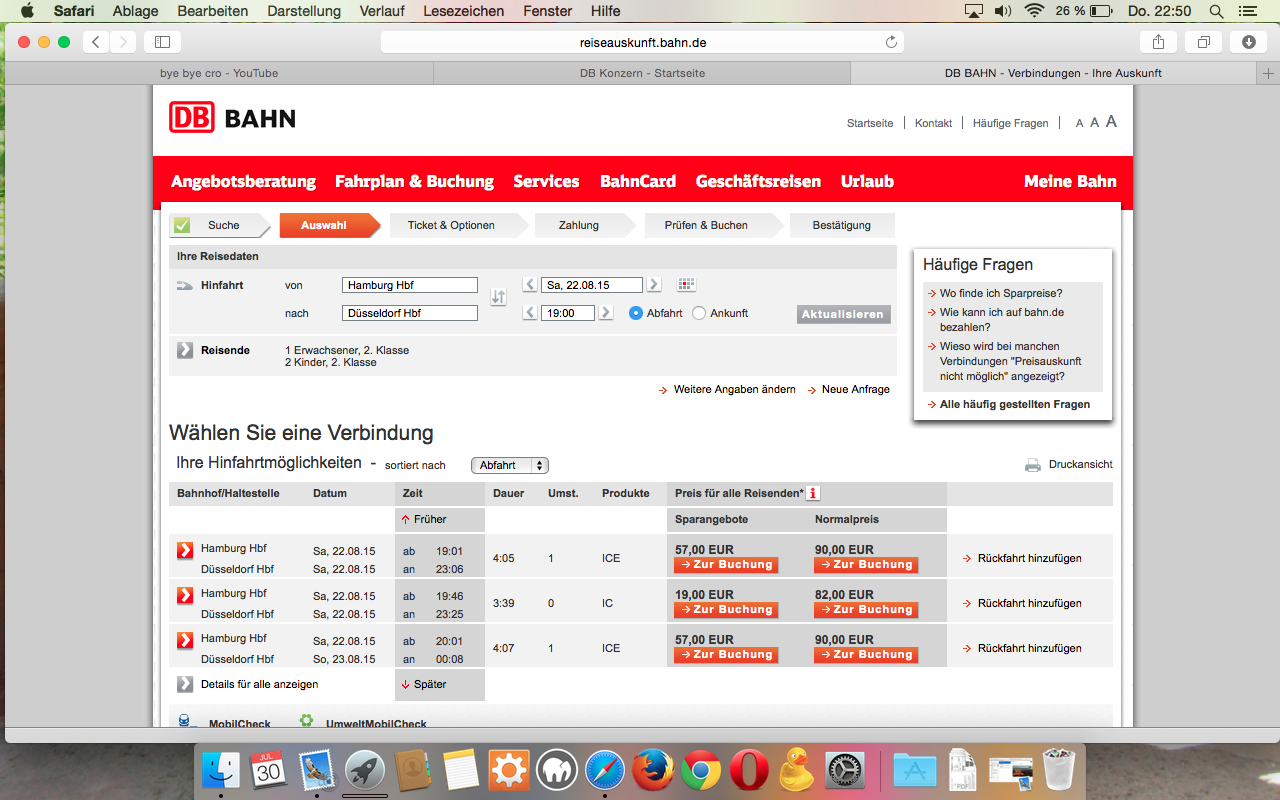 Safari Ablage Bearbeiten Darstellung Verlauf Lesezeichen Fenster Hilfe 26 % Do. 22:50
reiseauskunft.bahn.de
bye bye cro - YouTube DB Konzern - Startseite DB BAHN - Verbindungen - Ihre Auskunft
DB BAHN
Startseite Kontakt Häufige Fragen A A A
Angebotsberatung Fahrplan & Buchung Services BahnCard Geschäftsreisen Urlaub Meine Bahn
Suche Auswahl Ticket & Optionen Zahlung Prüfen & Buchen Bestätigung
Ihre Reisedaten
Hinfahrt von Hamburg Hbf Sa, 22.08.15
nach Düsseldorf Hbf 19:00 Abfahrt Ankunft Aktualisieren
Reisende 1 Erwachsener, 2. Klasse
2 Kinder, 2. Klasse
Weitere Angaben ändern Neue Anfrage
Häufige Fragen
Wo finde ich Sparpreise?
Wie kann ich auf bahn.de
bezahlen?
Wieso wird bei manchen
Verbindungen "Preisauskunft
nicht möglich" angezeigt?
Alle häufig gestellten Fragen
Wählen Sie eine Verbindung
Ihre Hinfahrtmöglichkeiten - sortiert nach Abfahrt Druckansicht
Bahnhof/Haltestelle Datum Zeit Dauer Umst. Produkte Preis für alle Reisenden* i
Früher Sparangebote Normalpreis
Hamburg Hbf Sa, 22.08.15 ab 19:01 4:05 1 ICE 57,00 EUR 90,00 EUR Rückfahrt hinzufügen
Düsseldorf Hbf Sa, 22.08.15 an 23:06 Zur Buchung Zur Buchung
Hamburg Hbf Sa, 22.08.15 ab 19:46 3:39 0 IC 19,00 EUR 82,00 EUR Rückfahrt hinzufügen
Düsseldorf Hbf Sa, 22.08.15 an 23:25 Zur Buchung Zur Buchung
Hamburg Hbf Sa, 22.08.15 ab 20:01 4:07 1 ICE 57,00 EUR 90,00 EUR Rückfahrt hinzufügen
Düsseldorf Hbf So, 23.08.15 an 00:08 Zur Buchung Zur Buchung
Details für alle anzeigen Später
MobilCheck UmweltMobilCheck
JUL
30
PDF